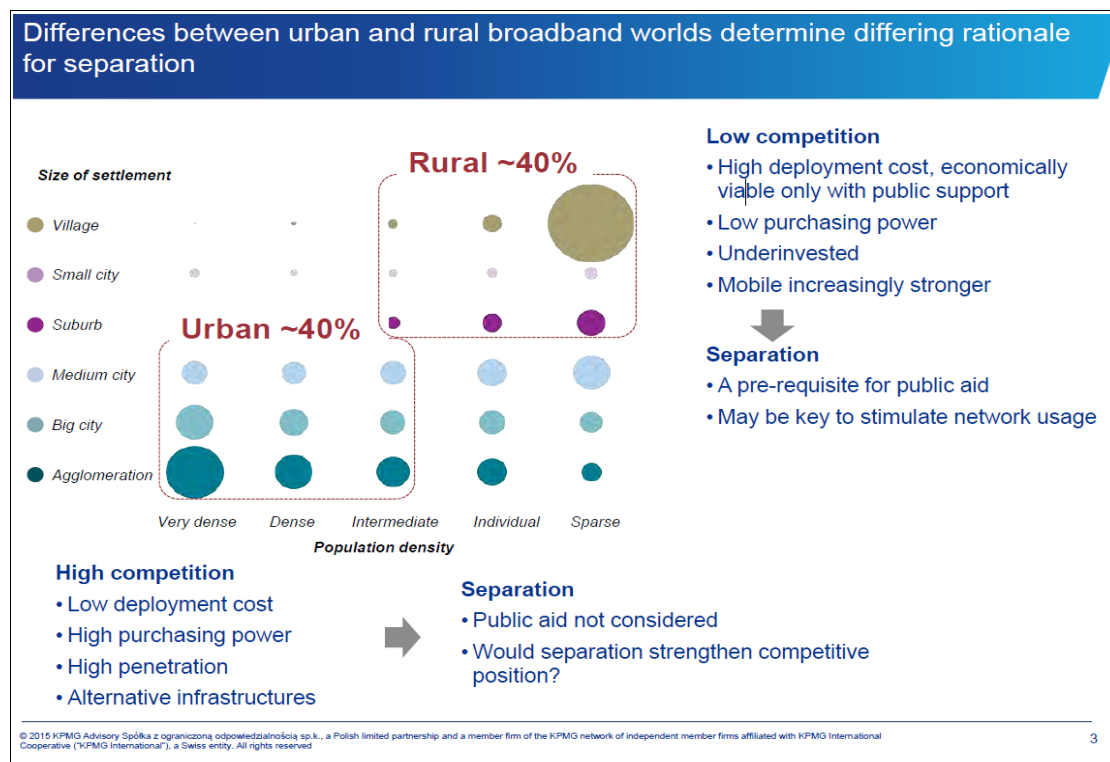 Differences between urban and rural broadband worlds determine differing rationale
for separation
Size of settlement
Rural ~40%
Village
Small city
Suburb
Urban ~40%
Medium city
Big city
Agglomeration
Very dense
Dense
Intermediate
Individual
Sparse
Population density
Low competition
• High deployment cost, economically
viable only with public support
• Low purchasing power
• Underinvested
• Mobile increasingly stronger
Separation
• A pre-requisite for public aid
• May be key to stimulate network usage
High competition
• Low deployment cost
• High purchasing power
• High penetration
• Alternative infrastructures
Separation
• Public aid not considered
• Would separation strengthen competitive
position?
© 2015 KPMG Advisory Spółka z ograniczoną odpowiedzialnością sp.k., a Polish limited partnership and a member firm of the KPMG network of independent member firms affiliated with KPMG International
Cooperative ("KPMG International"), a Swiss entity. All rights reserved
3